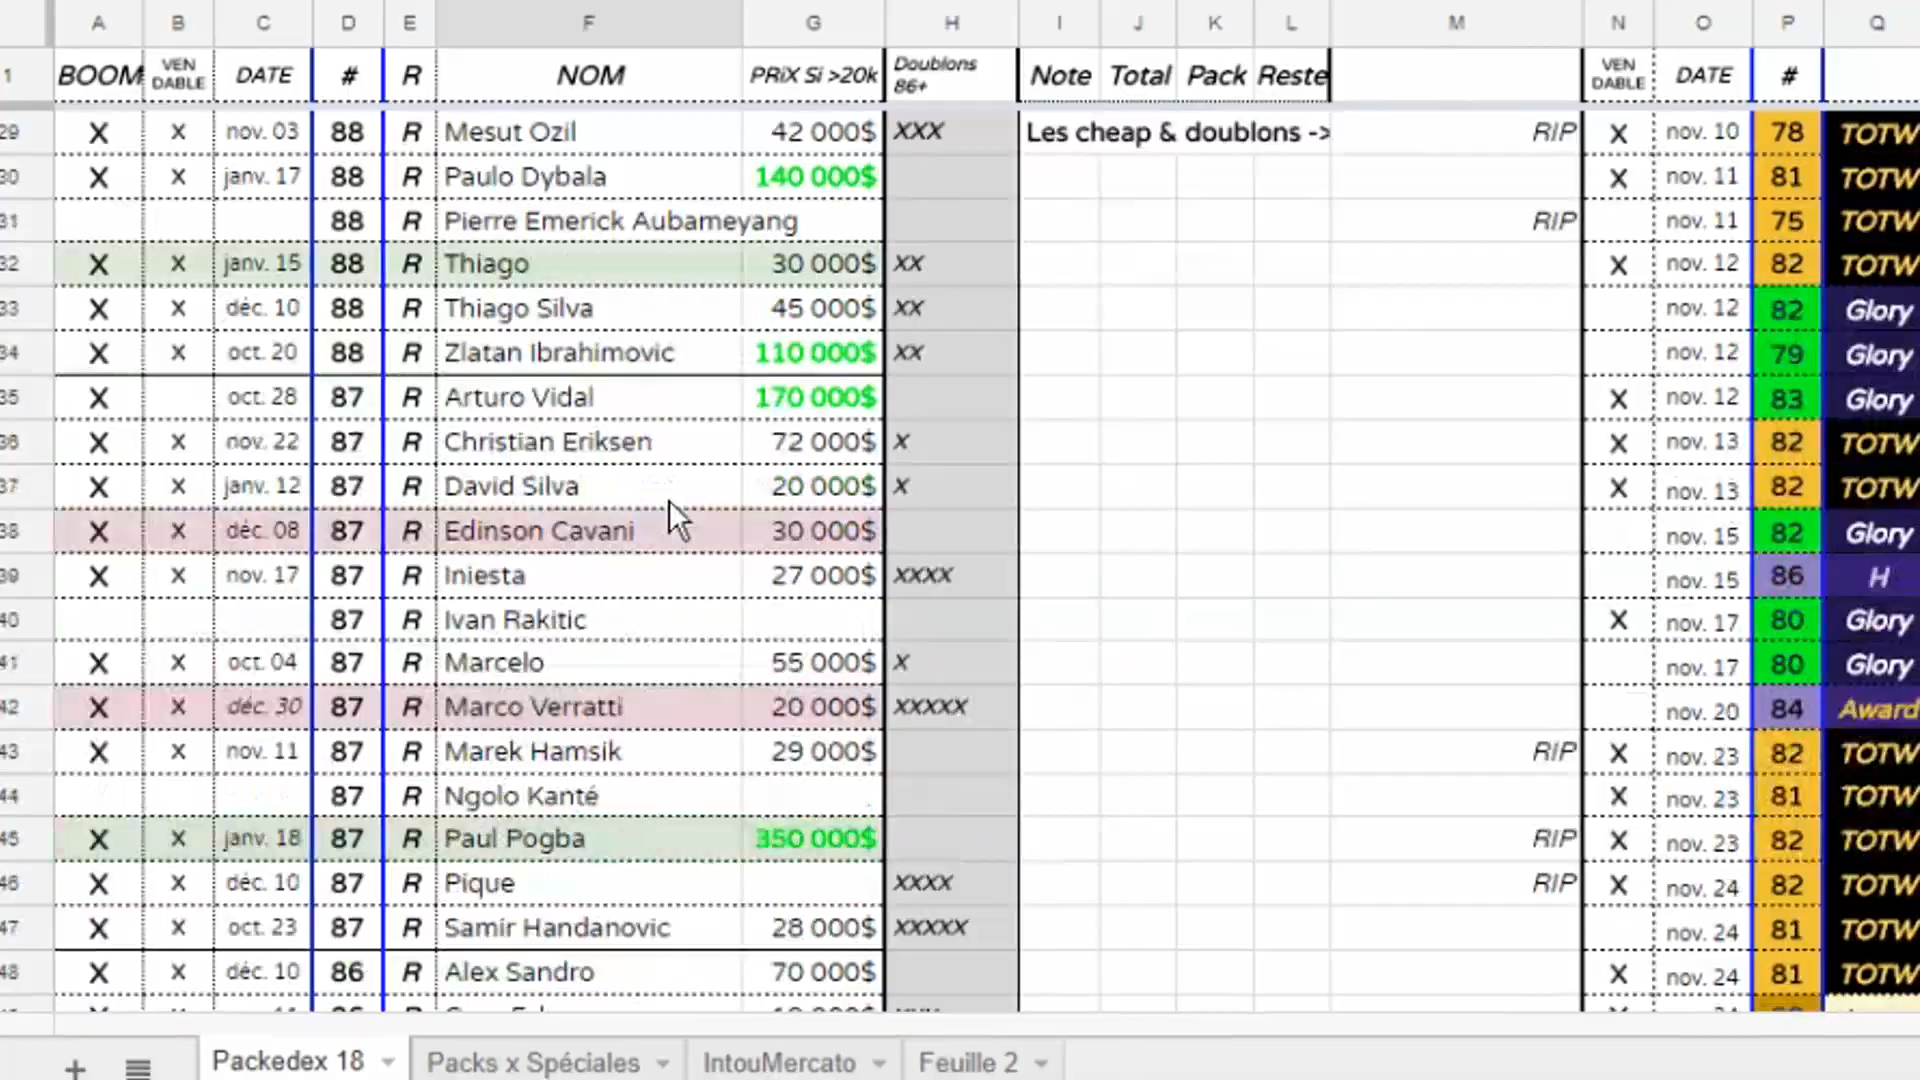 A B C D E F G H I J K L M N O P Q
1 BOOM VEN DABLE DATE # R NOM PRiX Si >20k Doublons 86+ Note Total Pack Reste VEN DABLE DATE #
29 X X nov. 03 88 R Mesut Ozil 42 000$ XXX Les cheap & doublons -> RIP X nov. 10 78 TOTW
30 X X janv. 17 88 R Paulo Dybala 140 000$ X nov. 11 81 TOTW
31 88 R Pierre Emerick Aubameyang RIP nov. 11 75 TOTW
32 X X janv. 15 88 R Thiago 30 000$ XX X nov. 12 82 TOTW
33 X X déc. 10 88 R Thiago Silva 45 000$ XX nov. 12 82 Glory
34 X X oct. 20 88 R Zlatan Ibrahimovic 110 000$ XX nov. 12 79 Glory
35 X oct. 28 87 R Arturo Vidal 170 000$ X nov. 12 83 Glory
36 X X nov. 22 87 R Christian Eriksen 72 000$ X X nov. 13 82 TOTW
37 X X janv. 12 87 R David Silva 20 000$ X X nov. 13 82 TOTW
38 X X déc. 08 87 R Edinson Cavani 30 000$ nov. 15 82 Glory
39 X X nov. 17 87 R Iniesta 27 000$ XXXX nov. 15 86 H
40 87 R Ivan Rakitic X nov. 17 80 Glory
41 X X oct. 04 87 R Marcelo 55 000$ X nov. 17 80 Glory
42 X X déc. 30 87 R Marco Verratti 20 000$ XXXXX nov. 20 84 Award
43 X X nov. 11 87 R Marek Hamsik 29 000$ RIP X nov. 23 82 TOTW
44 87 R Ngolo Kanté X nov. 23 81 TOTW
45 X X janv. 18 87 R Paul Pogba 350 000$ RIP X nov. 23 82 TOTW
46 X X déc. 10 87 R Pique XXXX RIP X nov. 24 82 TOTW
47 X X oct. 23 87 R Samir Handanovic 28 000$ XXXXX nov. 24 81 TOTW
48 X X déc. 10 86 R Alex Sandro 70 000$ X nov. 24 81 TOTW
+ Packedex 18 Packs x Spéciales IntouMercato Feuille 2